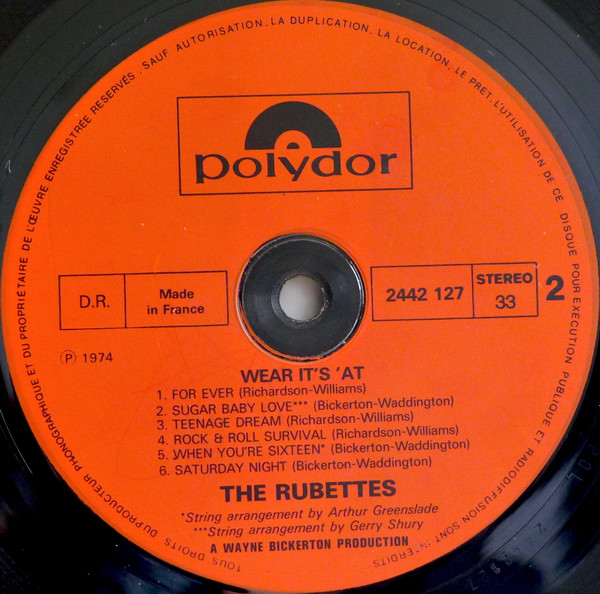 TOUS DROITS DU PRODUCTEUR PHONOGRAPHIQUE ET DU PROPRIÉTAIRE DE L'ŒUVRE ENREGISTRÉE RÉSERVÉS. SAUF AUTORISATION, LA DUPLICATION, LA LOCATION, LE PRÊT, L'UTILISATION DE CE DISQUE POUR EXÉCUTION PUBLIQUE ET RADIODIFFUSION SONT INTERDITS
polydor
D.R.
Made
in France
2442 127
STEREO
33
2
Ⓟ 1974
WEAR IT'S 'AT
1. FOR EVER (Richardson-Williams)
2. SUGAR BABY LOVE*** (Bickerton-Waddington)
3. TEENAGE DREAM (Richardson-Williams)
4. ROCK & ROLL SURVIVAL (Richardson-Williams)
5. WHEN YOU'RE SIXTEEN* (Bickerton-Waddington)
6. SATURDAY NIGHT (Bickerton-Waddington)
THE RUBETTES
*String arrangement by Arthur Greenslade
***String arrangement by Gerry Shury
A WAYNE BICKERTON PRODUCTION